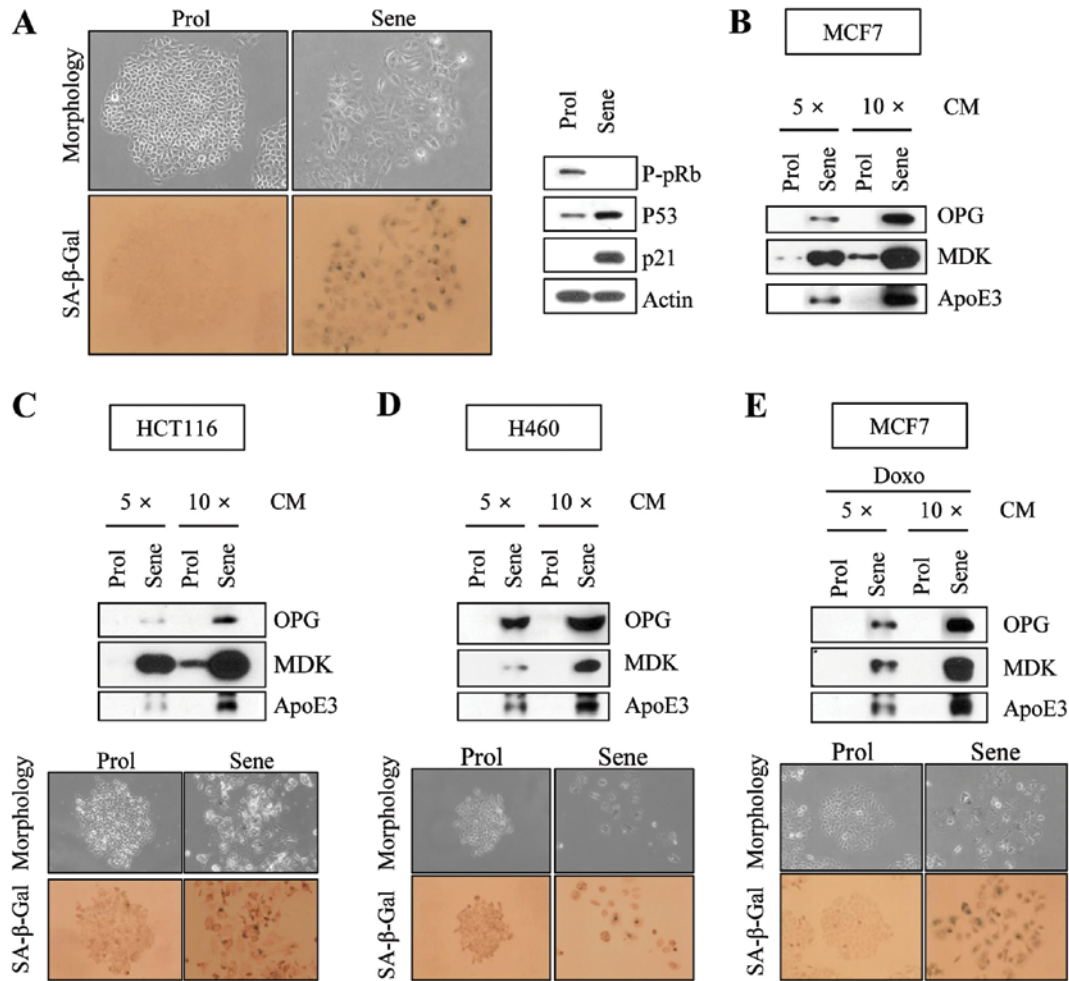 A
Prol Sene
Morphology
SA-β-Gal
Prol Sene
P-pRb
P53
p21
Actin
B
MCF7
5 × 10 × CM
Prol Sene Prol Sene
OPG
MDK
ApoE3
C
HCT116
5 × 10 × CM
Prol Sene Prol Sene
OPG
MDK
ApoE3
Prol Sene
Morphology
SA-β-Gal
D
H460
5 × 10 × CM
Prol Sene Prol Sene
OPG
MDK
ApoE3
Prol Sene
Morphology
SA-β-Gal
E
MCF7
Doxo
5 × 10 × CM
Prol Sene Prol Sene
OPG
MDK
ApoE3
Prol Sene
Morphology
SA-β-Gal